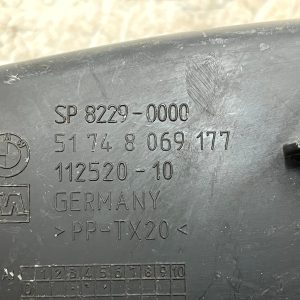 SP 8229-0000
51 74 8 069 177
112520-10
GERMANY
>PP-TX20<
1 2 3 4 5 6 7 8 9 10